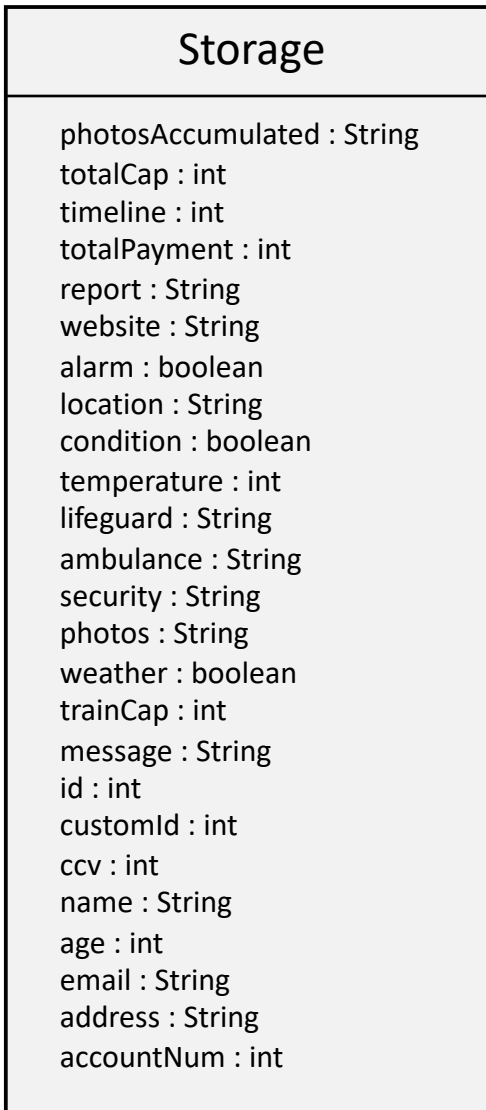 Storage
photosAccumulated : String
totalCap : int
timeline : int
totalPayment : int
report : String
website : String
alarm : boolean
location : String
condition : boolean
temperature : int
lifeguard : String
ambulance : String
security : String
photos : String
weather : boolean
trainCap : int
message : String
id : int
customId : int
ccv : int
name : String
age : int
email : String
address : String
accountNum : int